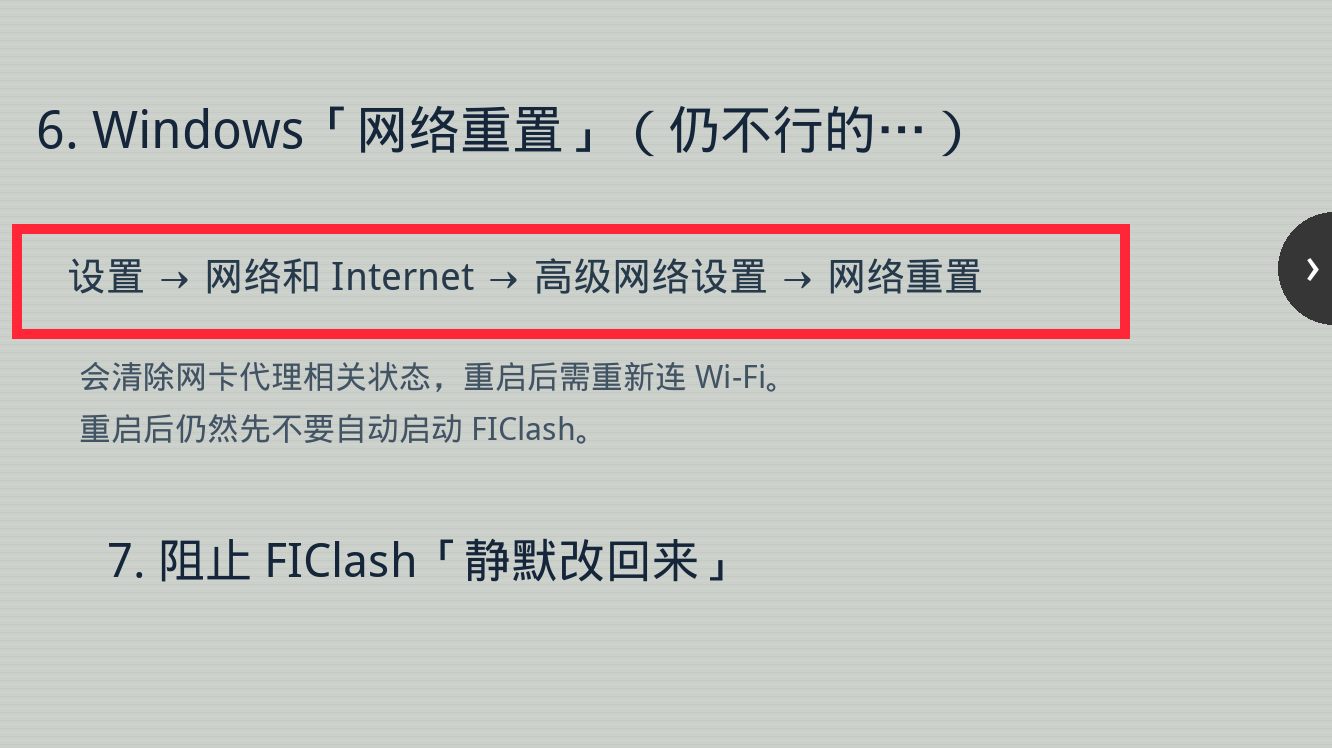 6. Windows「网络重置」（仍不行的…）
设置 → 网络和 Internet → 高级网络设置 → 网络重置
会清除网卡代理相关状态，重启后需重新连 Wi-Fi。
重启后仍然先不要自动启动 FIClash。
7. 阻止 FIClash「静默改回来」